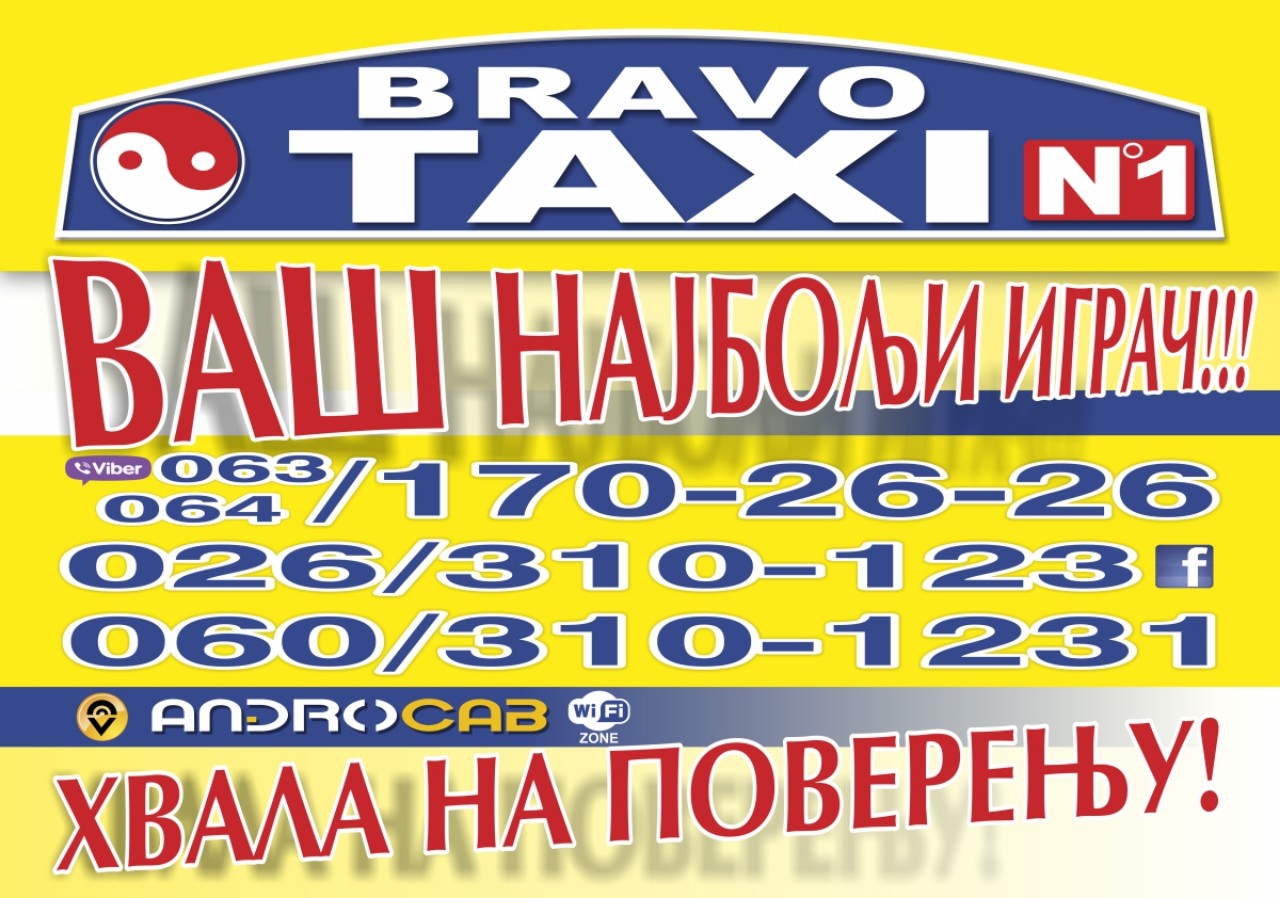 BRAVO
TAXI N°1
ВАШ НАЈБОЉИ ИГРАЧ!!!
Viber 063
064 /170-26-26
026/310-123 f
060/310-1231
ANDROCAB WiFi
ZONE
ХВАЛА НА ПОВЕРЕЊУ!